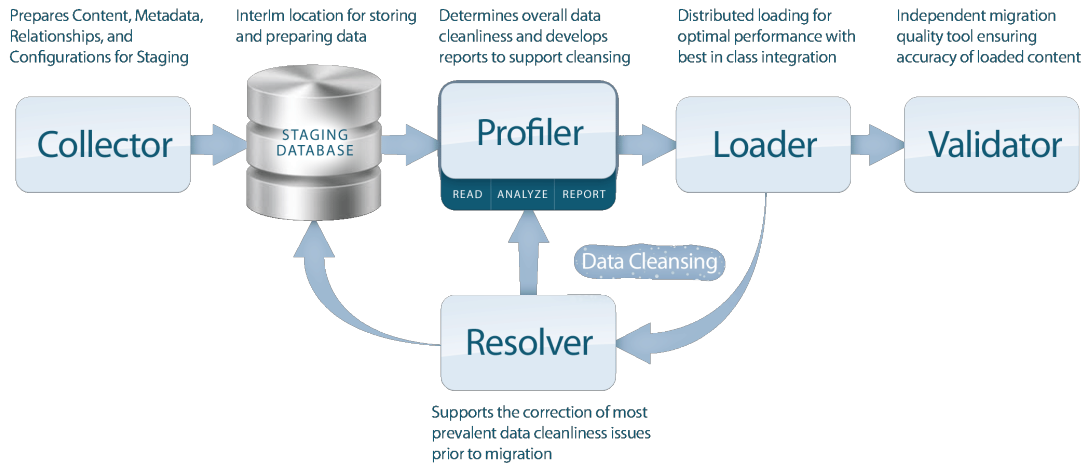 Prepares Content, Metadata,
Relationships, and
Configurations for Staging
InterIm location for storing
and preparing data
Determines overall data
cleanliness and develops
reports to support cleansing
Distributed loading for
optimal performance with
best in class integration
Independent migration
quality tool ensuring
accuracy of loaded content
Collector
STAGING
DATABASE
Profiler
READ ANALYZE REPORT
Loader
Validator
Data Cleansing
Resolver
Supports the correction of most
prevalent data cleanliness issues
prior to migration